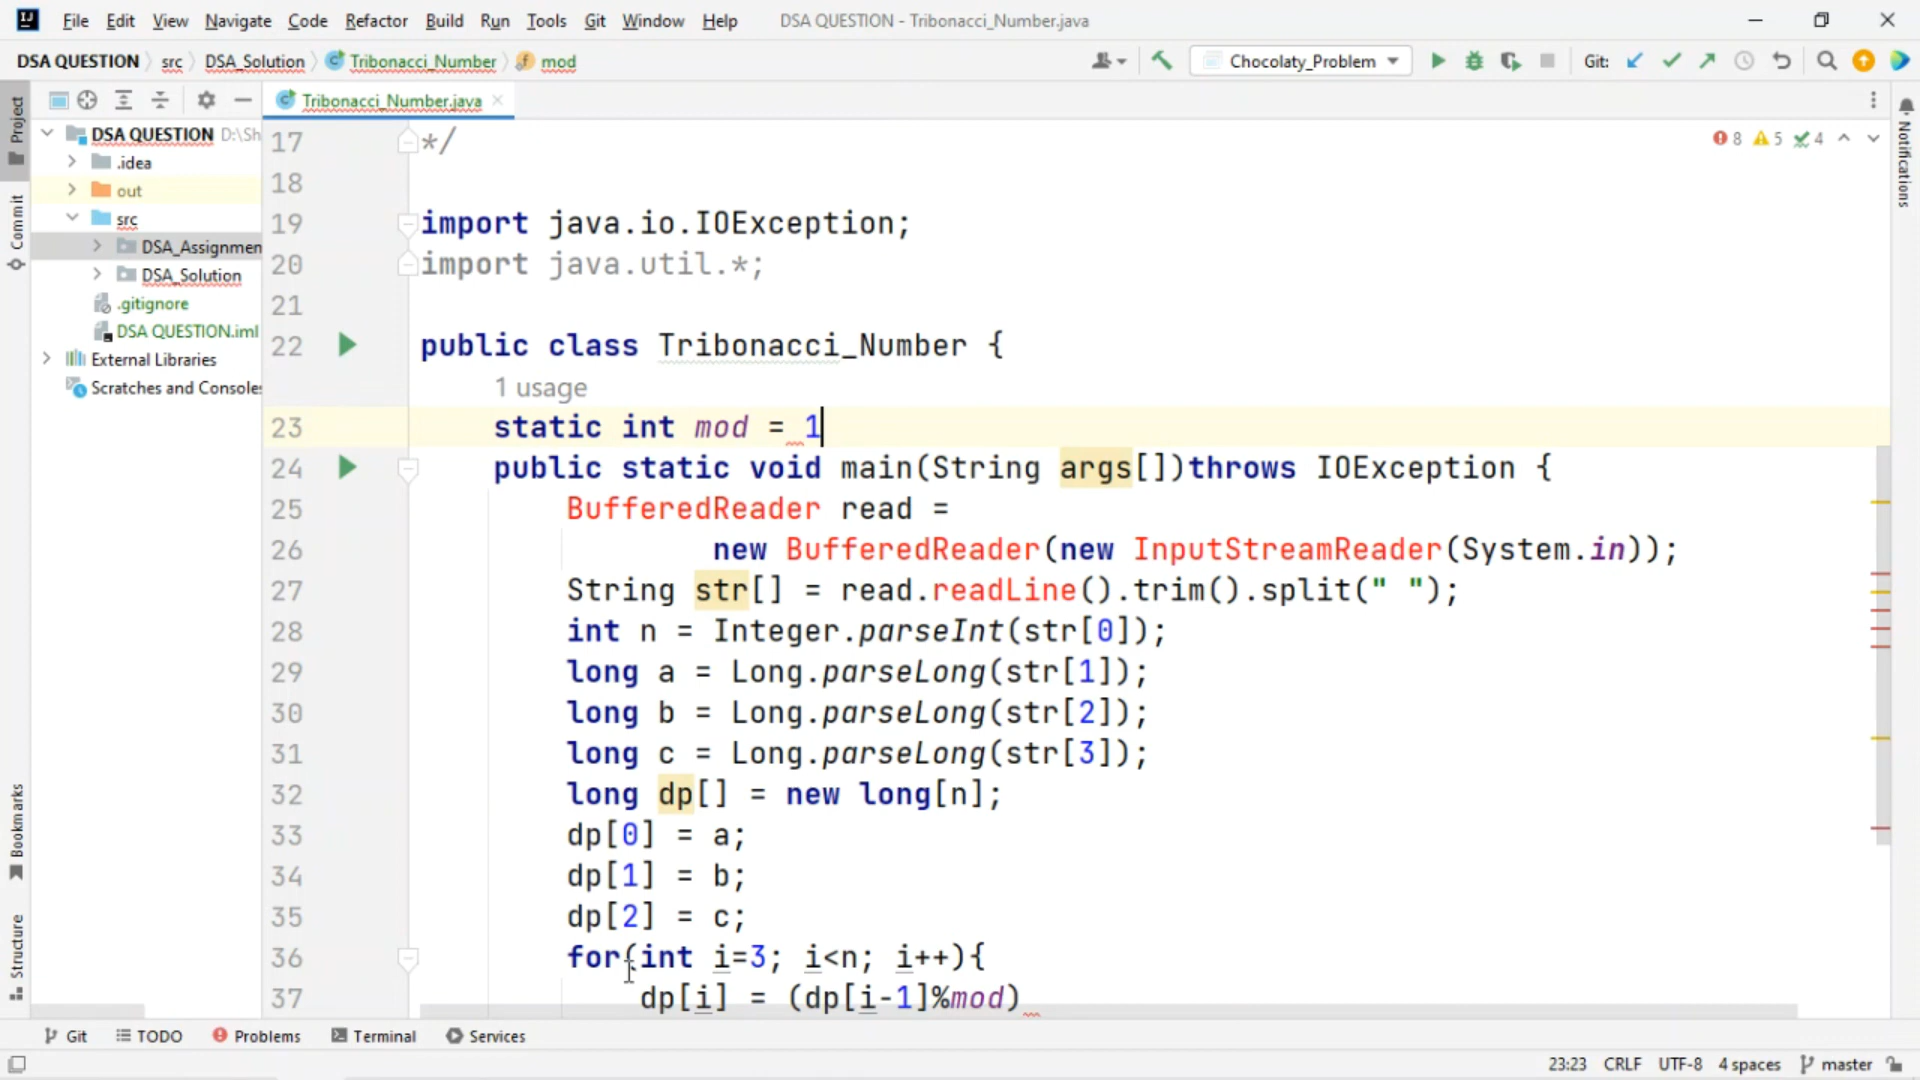 File Edit View Navigate Code Refactor Build Run Tools Git Window Help DSA QUESTION - Tribonacci_Number.java
DSA QUESTION src DSA_Solution Tribonacci_Number mod Chocolaty_Problem Git:
Tribonacci_Number.java
Project
Commit
Bookmarks
Structure
Notifications
DSA QUESTION D:\Sh
.idea
out
src
DSA_Assignmen
DSA_Solution
.gitignore
DSA QUESTION.iml
External Libraries
Scratches and Console
8 5 4
17 */
18
19 import java.io.IOException;
20 import java.util.*;
21
22 public class Tribonacci_Number {
1 usage
23 static int mod = 1
24 public static void main(String args[])throws IOException {
25 BufferedReader read =
26 new BufferedReader(new InputStreamReader(System.in));
27 String str[] = read.readLine().trim().split(" ");
28 int n = Integer.parseInt(str[0]);
29 long a = Long.parseLong(str[1]);
30 long b = Long.parseLong(str[2]);
31 long c = Long.parseLong(str[3]);
32 long dp[] = new long[n];
33 dp[0] = a;
34 dp[1] = b;
35 dp[2] = c;
36 for(int i=3; i<n; i++){
37 dp[i] = (dp[i-1]%mod)
Git TODO Problems Terminal Services
23:23 CRLF UTF-8 4 spaces master